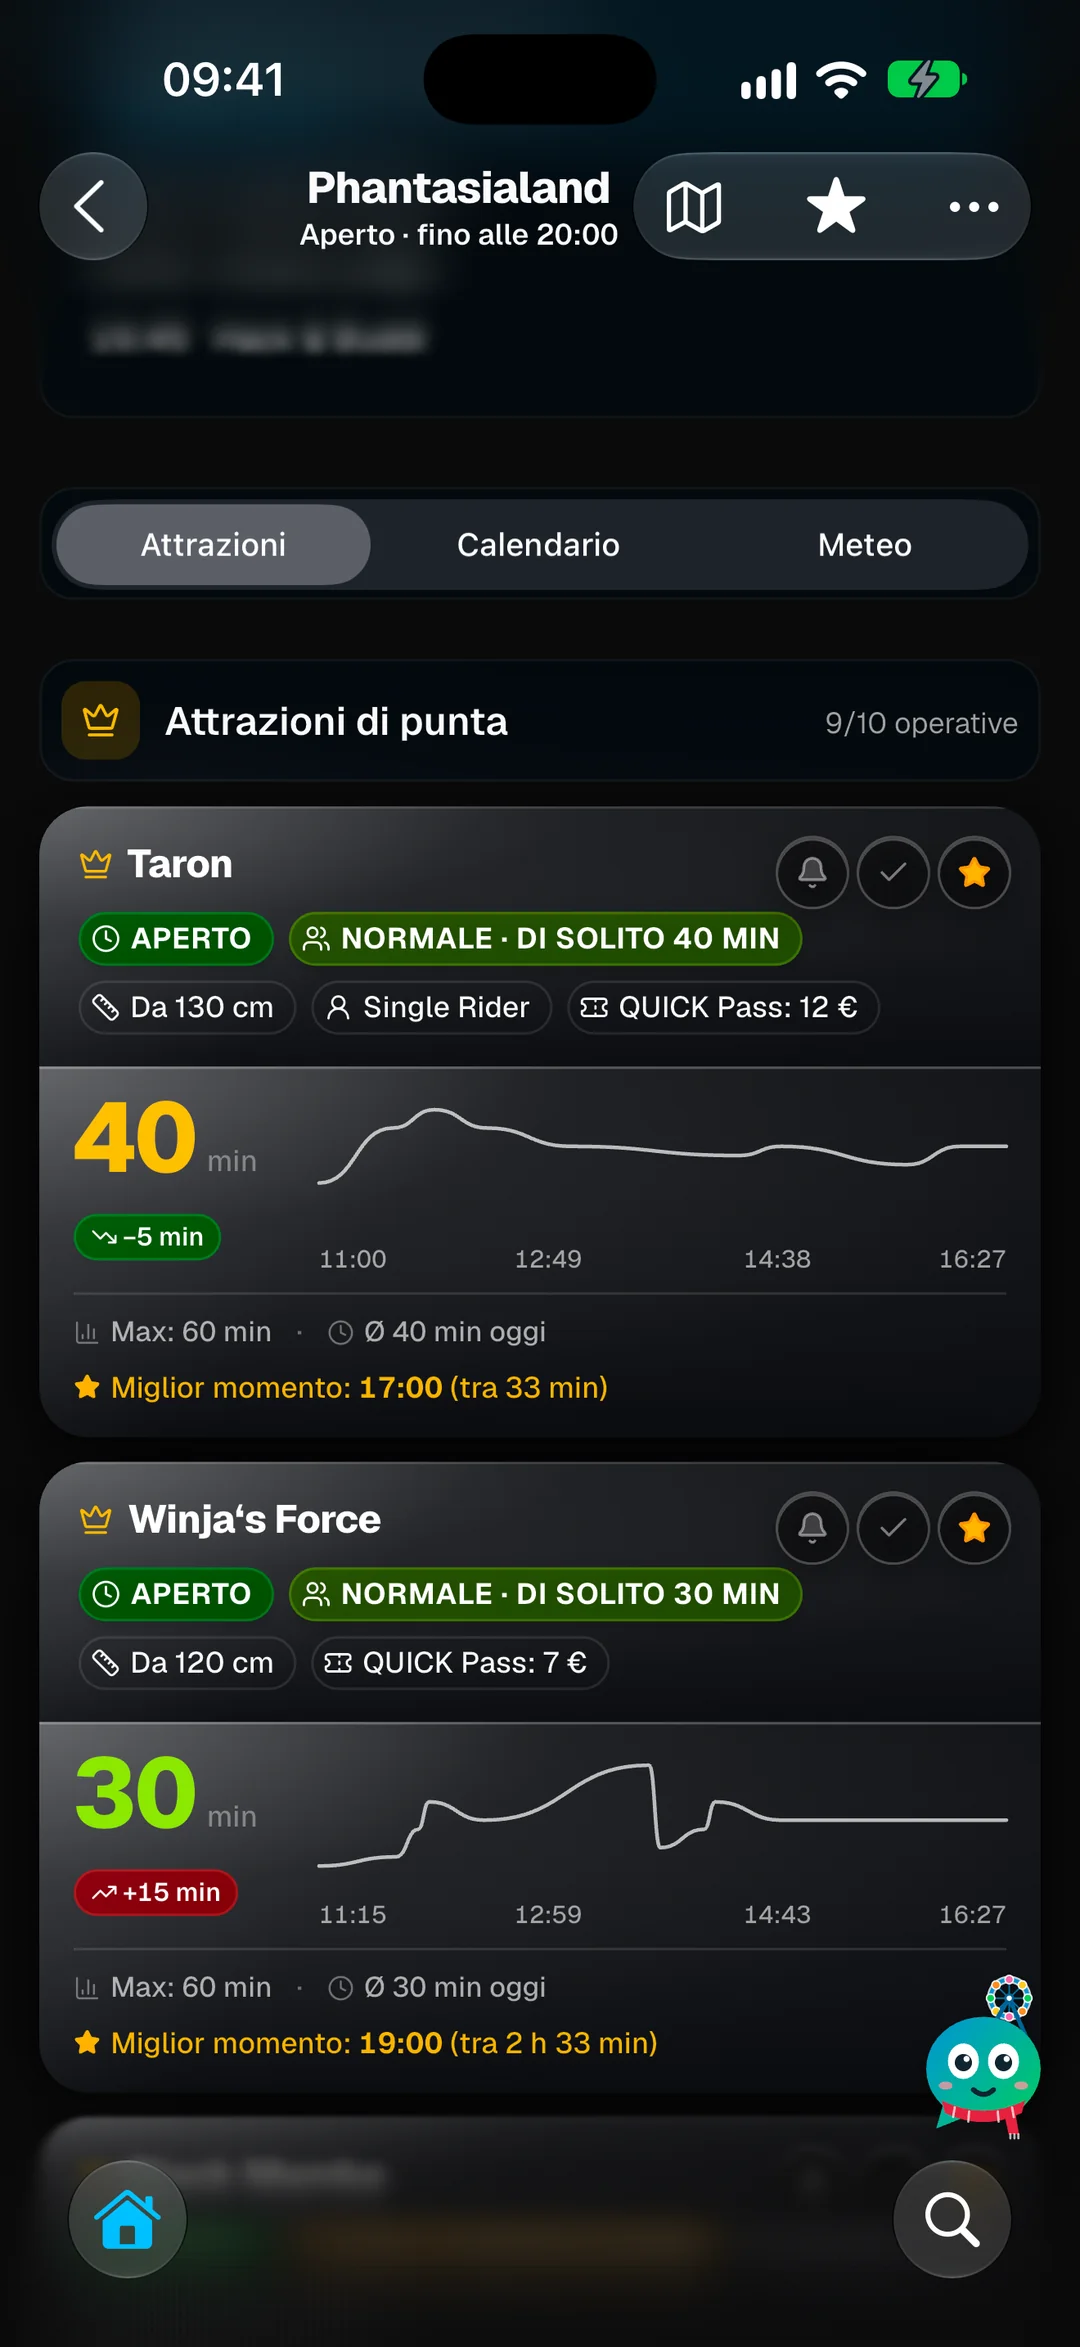 09:41
Phantasialand
Aperto · fino alle 20:00
Attrazioni
Calendario
Meteo
Attrazioni di punta
9/10 operative
Taron
APERTO
NORMALE · DI SOLITO 40 MIN
Da 130 cm
Single Rider
QUICK Pass: 12 €
40 min
–5 min
11:00
12:49
14:38
16:27
Max: 60 min · Ø 40 min oggi
Miglior momento: 17:00 (tra 33 min)
Winja‘s Force
APERTO
NORMALE · DI SOLITO 30 MIN
Da 120 cm
QUICK Pass: 7 €
30 min
+15 min
11:15
12:59
14:43
16:27
Max: 60 min · Ø 30 min oggi
Miglior momento: 19:00 (tra 2 h 33 min)